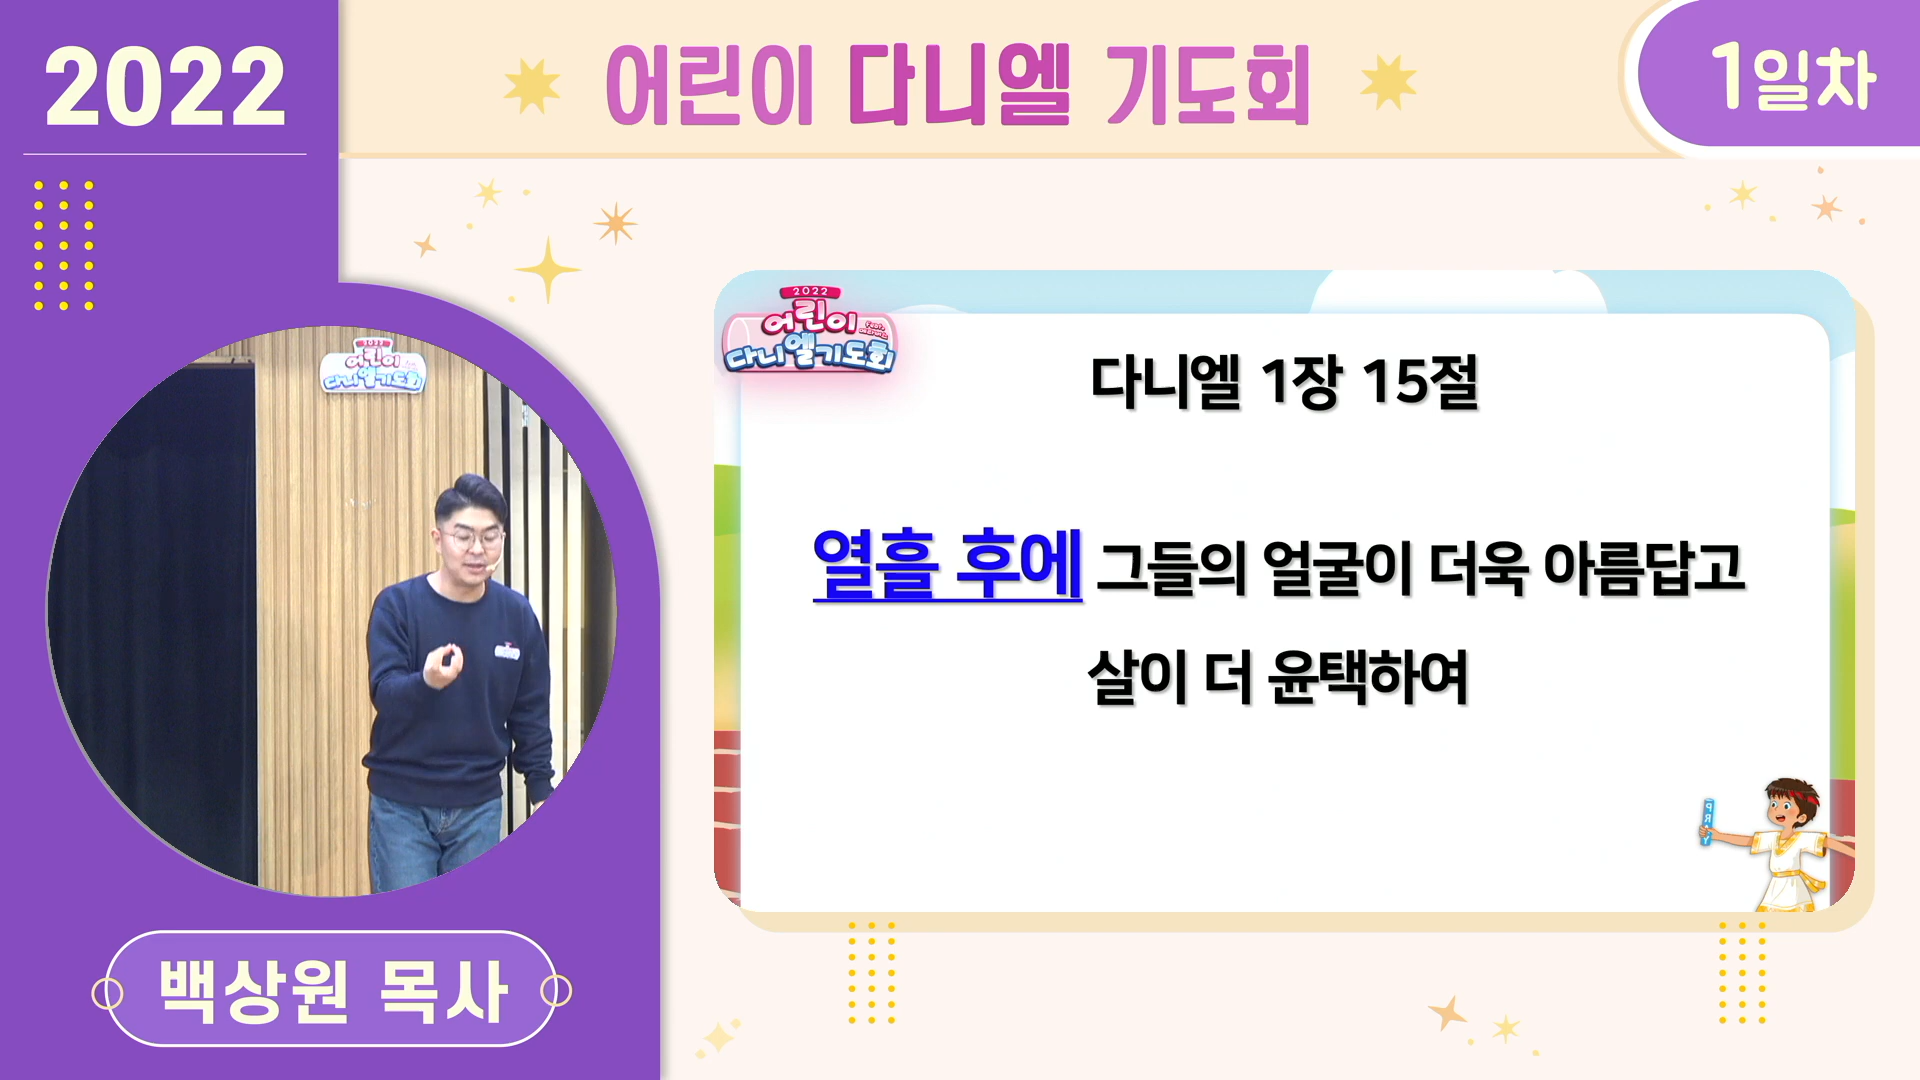 2022
어린이 다니엘 기도회
1일차
2022
어린이
다니엘기도회
다니엘 1장 15절
열흘 후에 그들의 얼굴이 더욱 아름답고
살이 더 윤택하여
PRAY
2022
어린이
다니엘기도회
백상원 목사